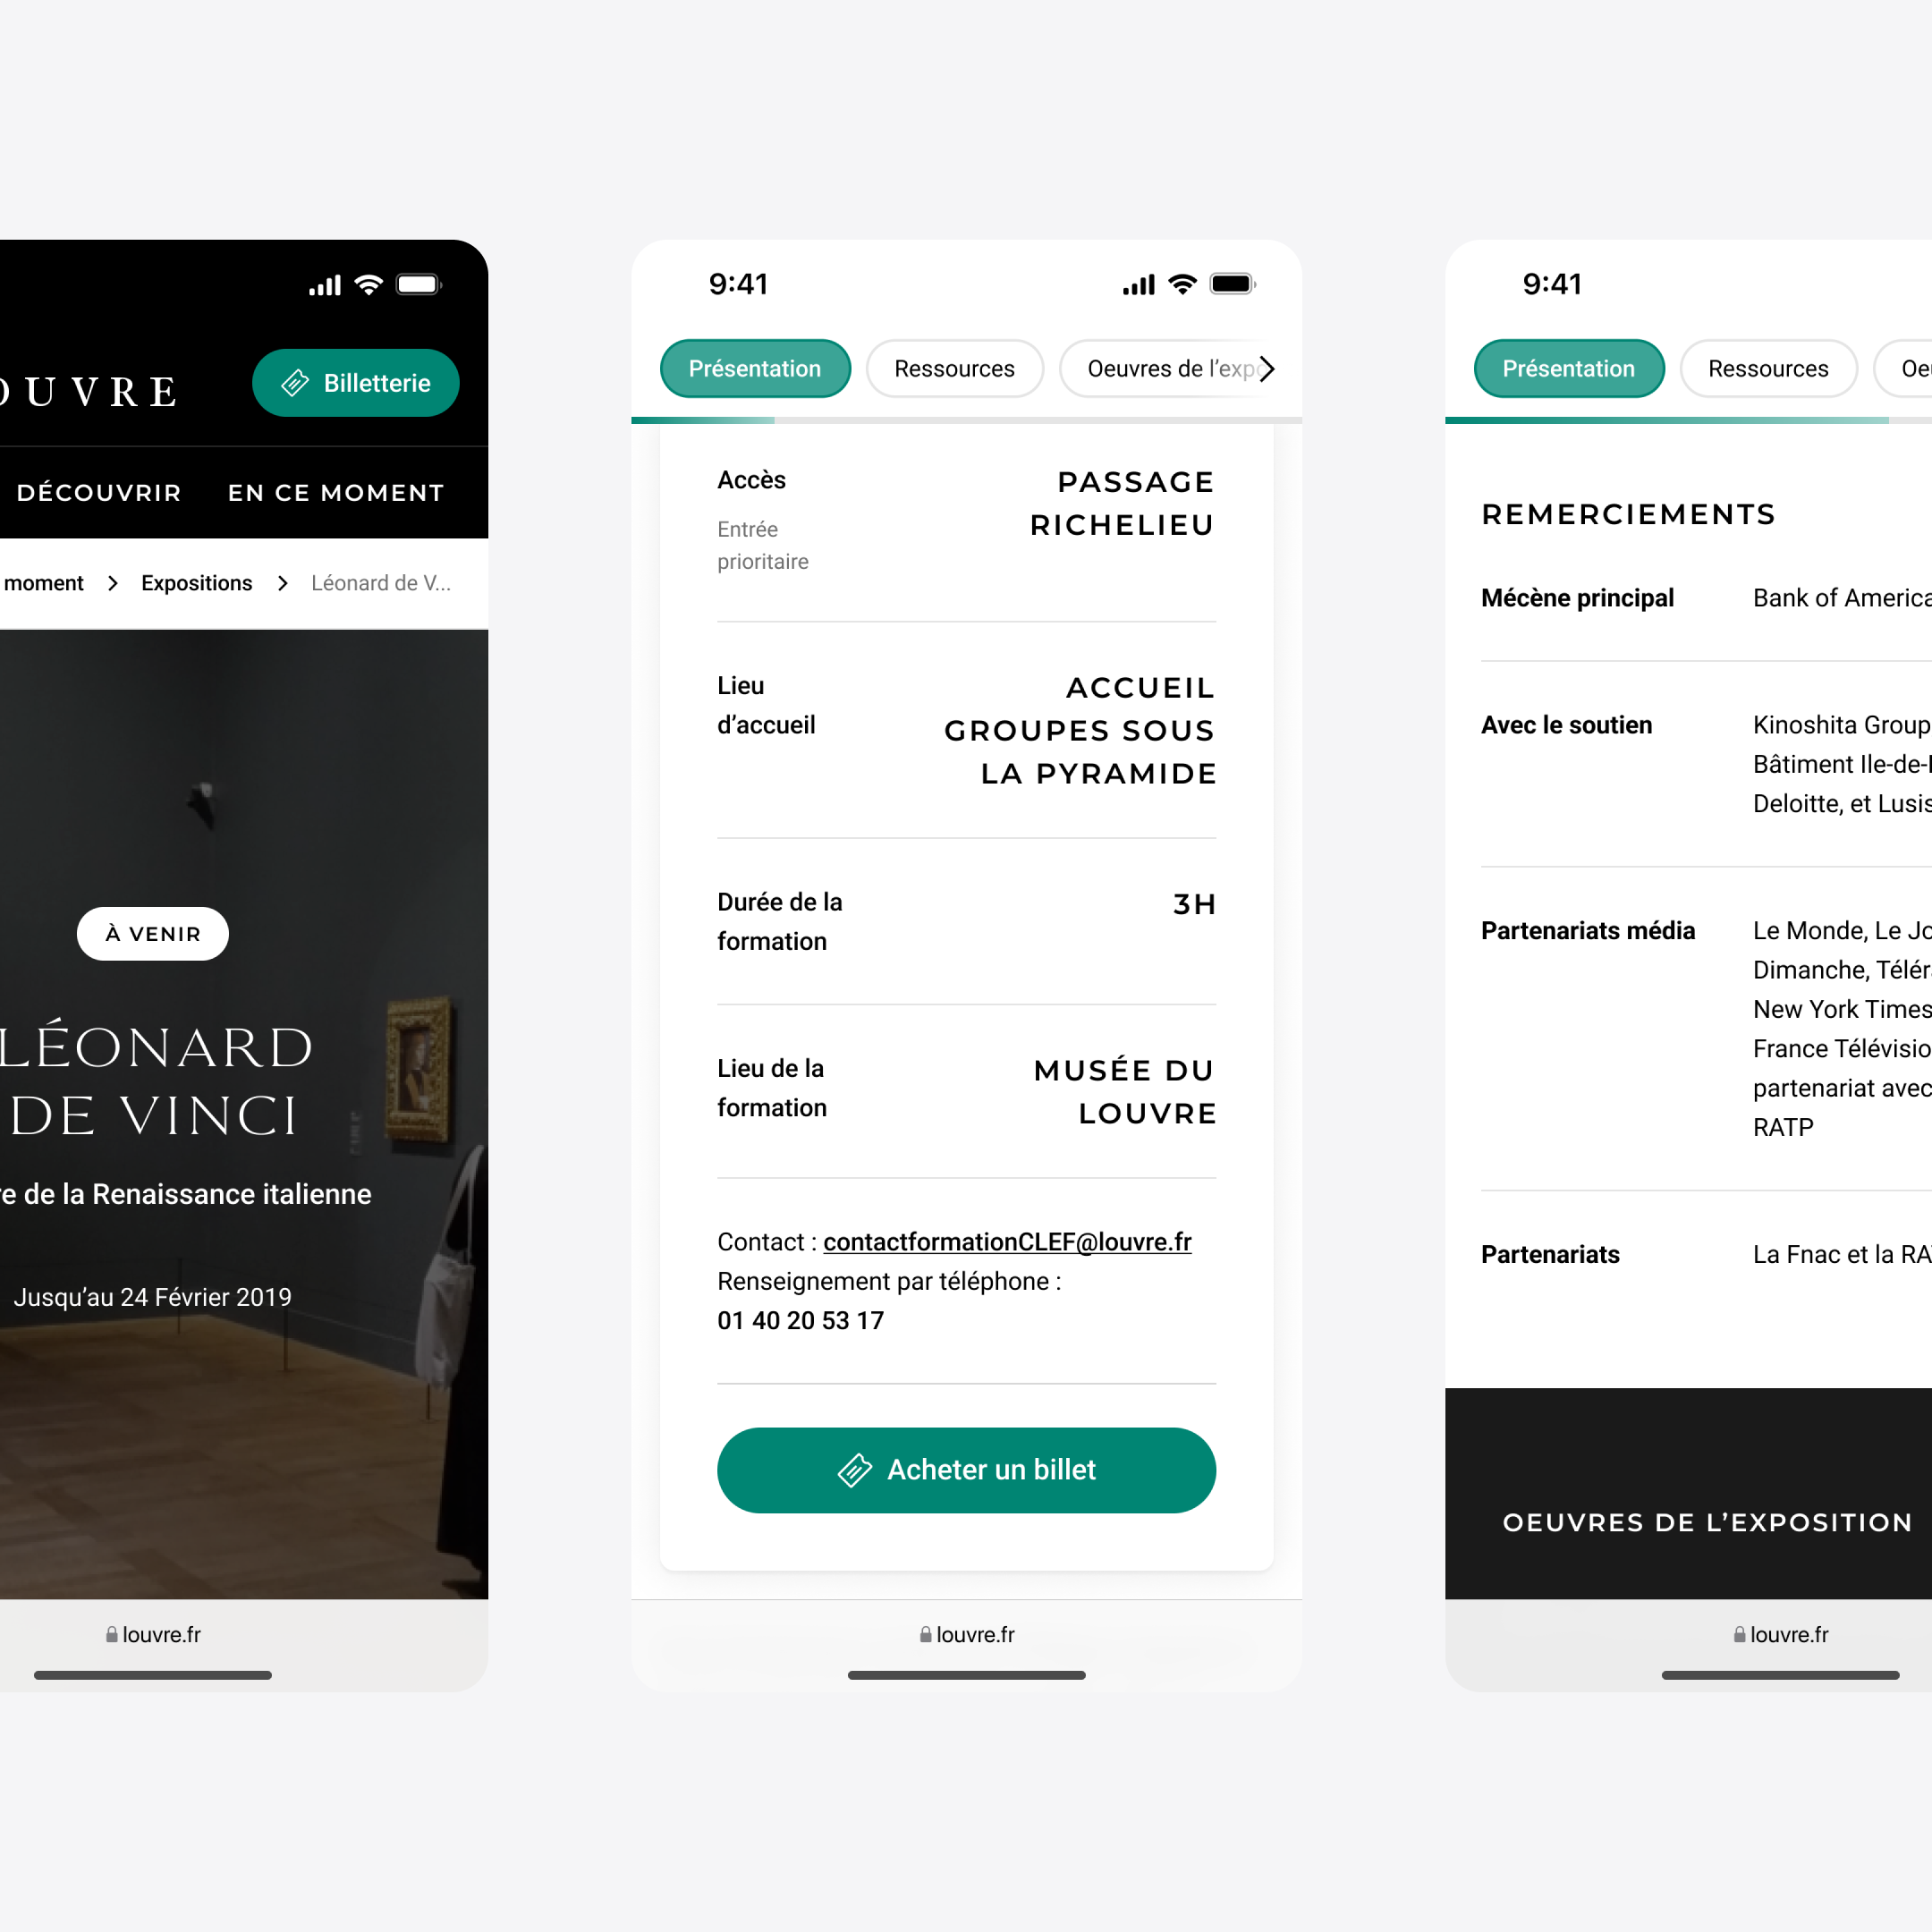 OUVRE
Billetterie
DÉCOUVRIR
EN CE MOMENT
moment
Expositions
Léonard de V...
À VENIR
LÉONARD
DE VINCI
de la Renaissance italienne
Jusqu’au 24 Février 2019
louvre.fr
9:41
Présentation
Ressources
Oeuvres de l’expo
Accès
PASSAGE
RICHELIEU
Entrée
prioritaire
Lieu
d’accueil
ACCUEIL
GROUPES SOUS
LA PYRAMIDE
Durée de la
formation
3H
Lieu de la
formation
MUSÉE DU
LOUVRE
Contact : contactformationCLEF@louvre.fr
Renseignement par téléphone :
01 40 20 53 17
Acheter un billet
louvre.fr
9:41
Présentation
Ressources
Oe
REMERCIEMENTS
Mécène principal
Bank of America
Avec le soutien
Kinoshita Group
Bâtiment Ile-de-
Deloitte, et Lusis
Partenariats média
Le Monde, Le Jo
Dimanche, Télér
New York Times
France Télévisio
partenariat avec
RATP
Partenariats
La Fnac et la RA
OEUVRES DE L’EXPOSITION
louvre.fr